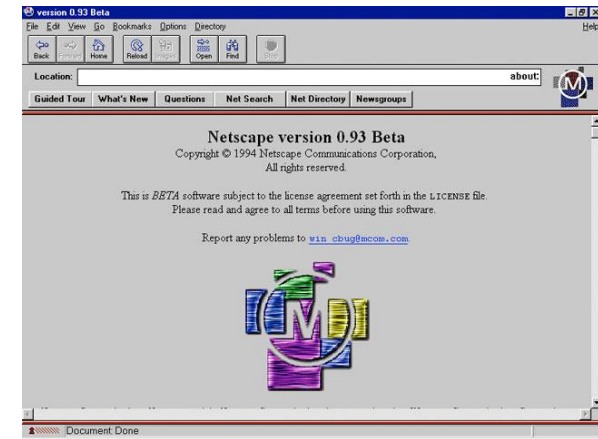 version 0.93 Beta
File Edit View Go Bookmarks Options Directory Help
Back Forward Home Reload Images Open Find Stop
Location: about:
Guided Tour What's New Questions Net Search Net Directory Newsgroups
Netscape version 0.93 Beta
Copyright © 1994 Netscape Communications Corporation,
All rights reserved.
This is BETA software subject to the license agreement set forth in the LICENSE file.
Please read and agree to all terms before using this software.
Report any problems to win_cbug@mcom.com
M
Document: Done